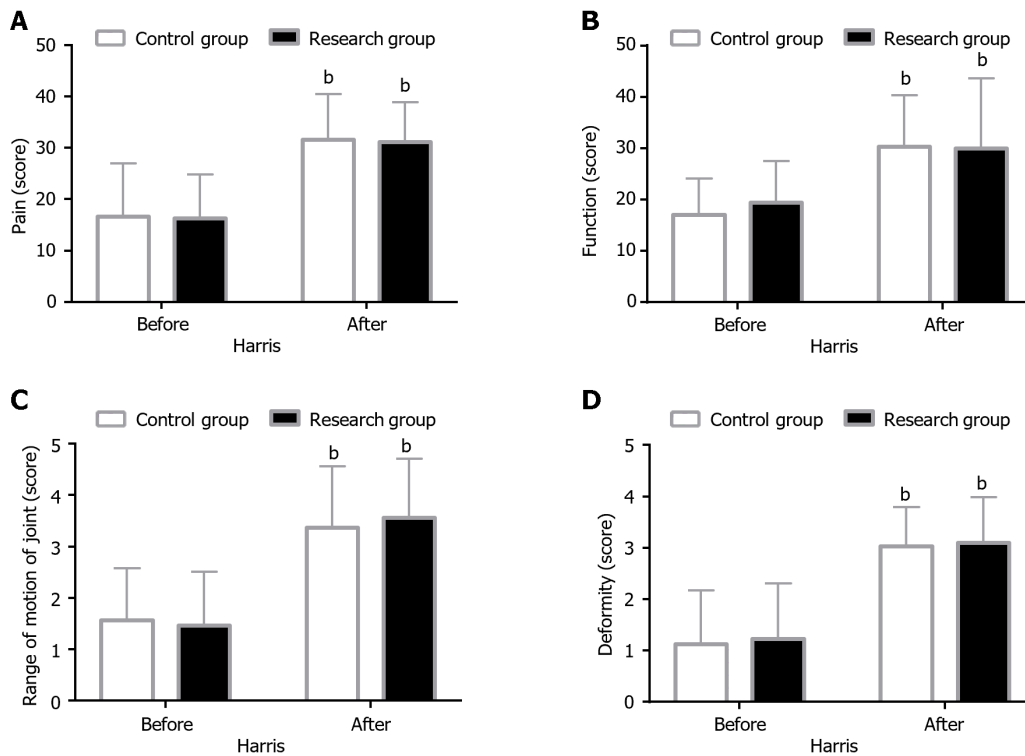 A
Control group Research group
50
40
30
20
10
0
Pain (score)
b b
Before After
Harris
B
Control group Research group
50
40
30
20
10
0
Function (score)
b b
Before After
Harris
C
Control group Research group
5
4
3
2
1
0
Range of motion of joint (score)
b b
Before After
Harris
D
Control group Research group
5
4
3
2
1
0
Deformity (score)
b b
Before After
Harris